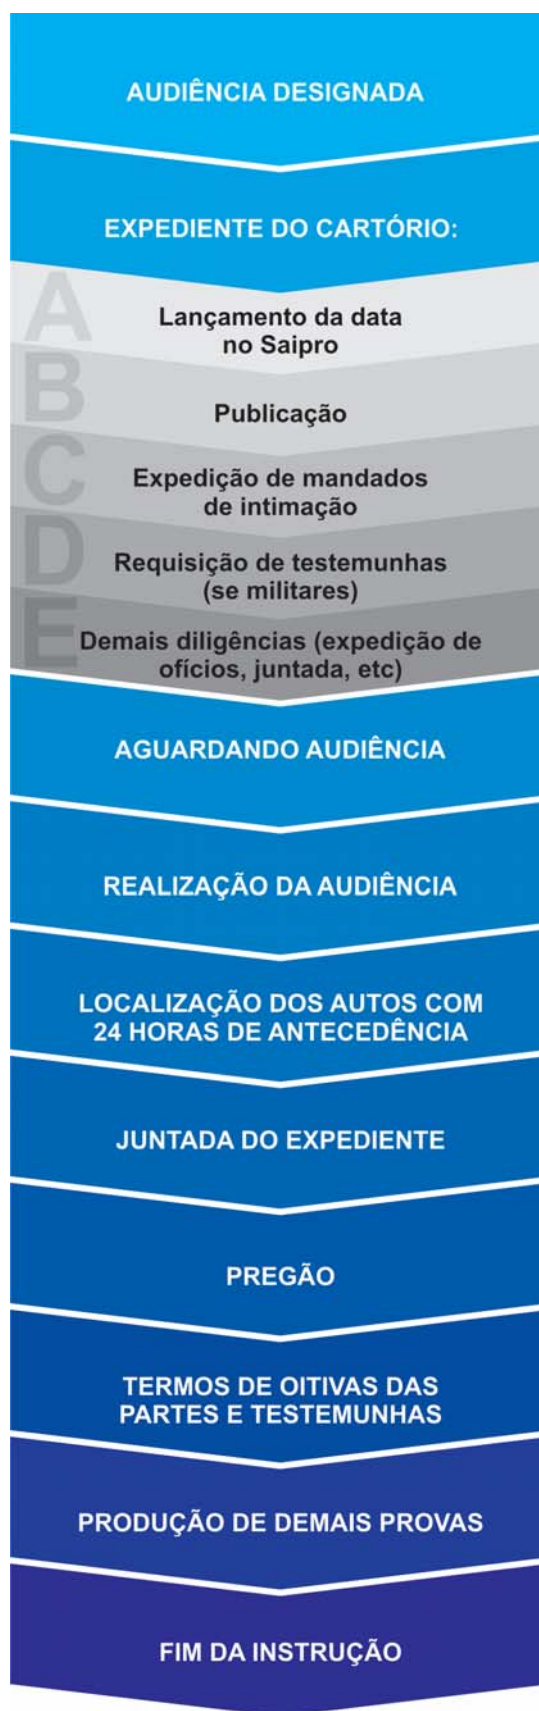 AUDIÊNCIA DESIGNADA
EXPEDIENTE DO CARTÓRIO:
A
Lançamento da data
no Saipro
B
Publicação
C
Expedição de mandados
de intimação
D
Requisição de testemunhas
(se militares)
E
Demais diligências (expedição de
ofícios, juntada, etc)
AGUARDANDO AUDIÊNCIA
REALIZAÇÃO DA AUDIÊNCIA
LOCALIZAÇÃO DOS AUTOS COM
24 HORAS DE ANTECEDÊNCIA
JUNTADA DO EXPEDIENTE
PREGÃO
TERMOS DE OITIVAS DAS
PARTES E TESTEMUNHAS
PRODUÇÃO DE DEMAIS PROVAS
FIM DA INSTRUÇÃO